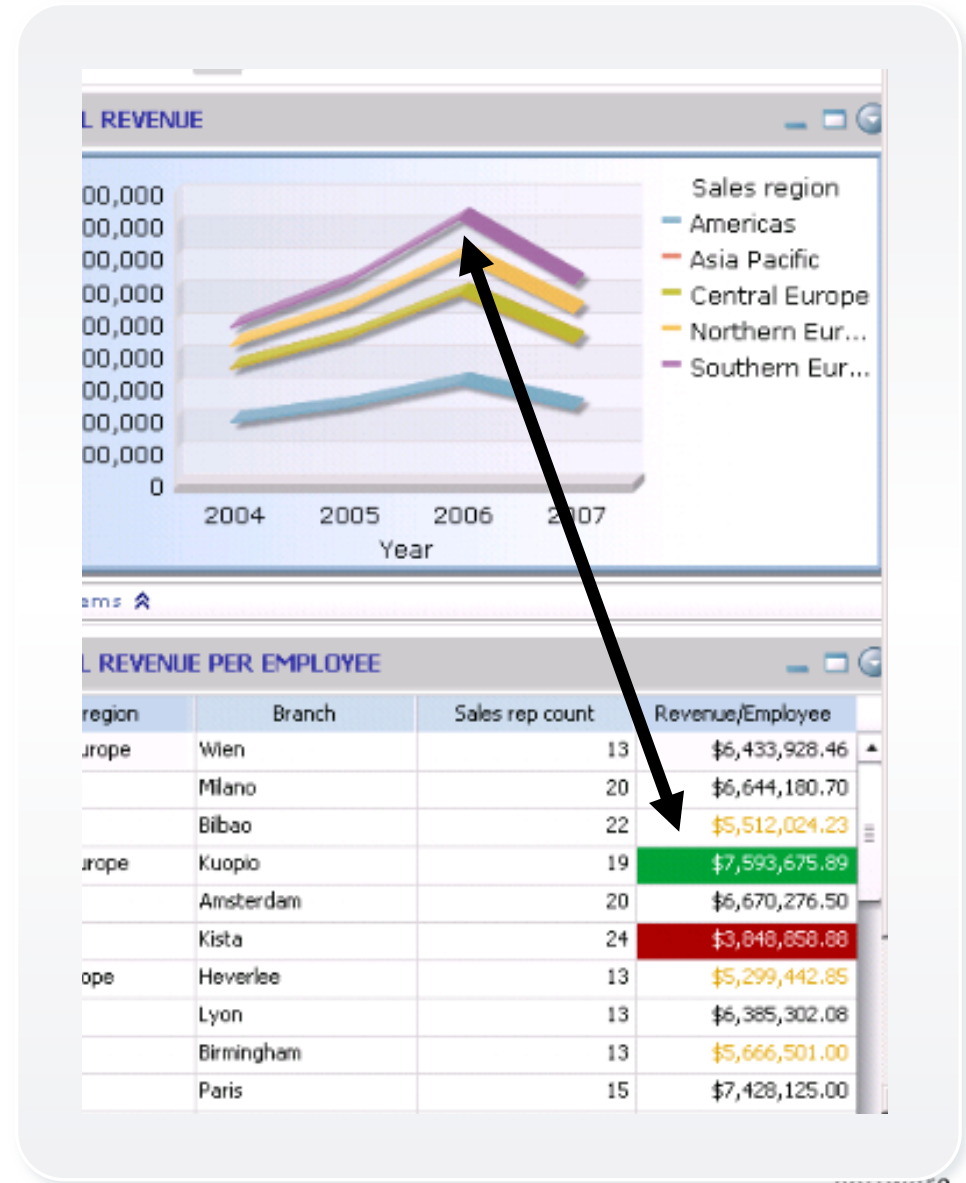 L REVENUE
00,000
00,000
00,000
00,000
00,000
00,000
00,000
00,000
00,000
0
2004 2005 2006 2007
Year
Sales region
Americas
Asia Pacific
Central Europe
Northern Eur...
Southern Eur...
ems
L REVENUE PER EMPLOYEE
region Branch Sales rep count Revenue/Employee
urope Wien 13 $6,433,928.46
Milano 20 $6,644,180.70
Bilbao 22 $5,512,024.23
urope Kuopio 19 $7,593,675.89
Amsterdam 20 $6,670,276.50
Kista 24 $3,848,858.88
ope Heverlee 13 $5,299,442.85
Lyon 13 $6,385,302.08
Birmingham 13 $5,666,501.00
Paris 15 $7,428,125.00